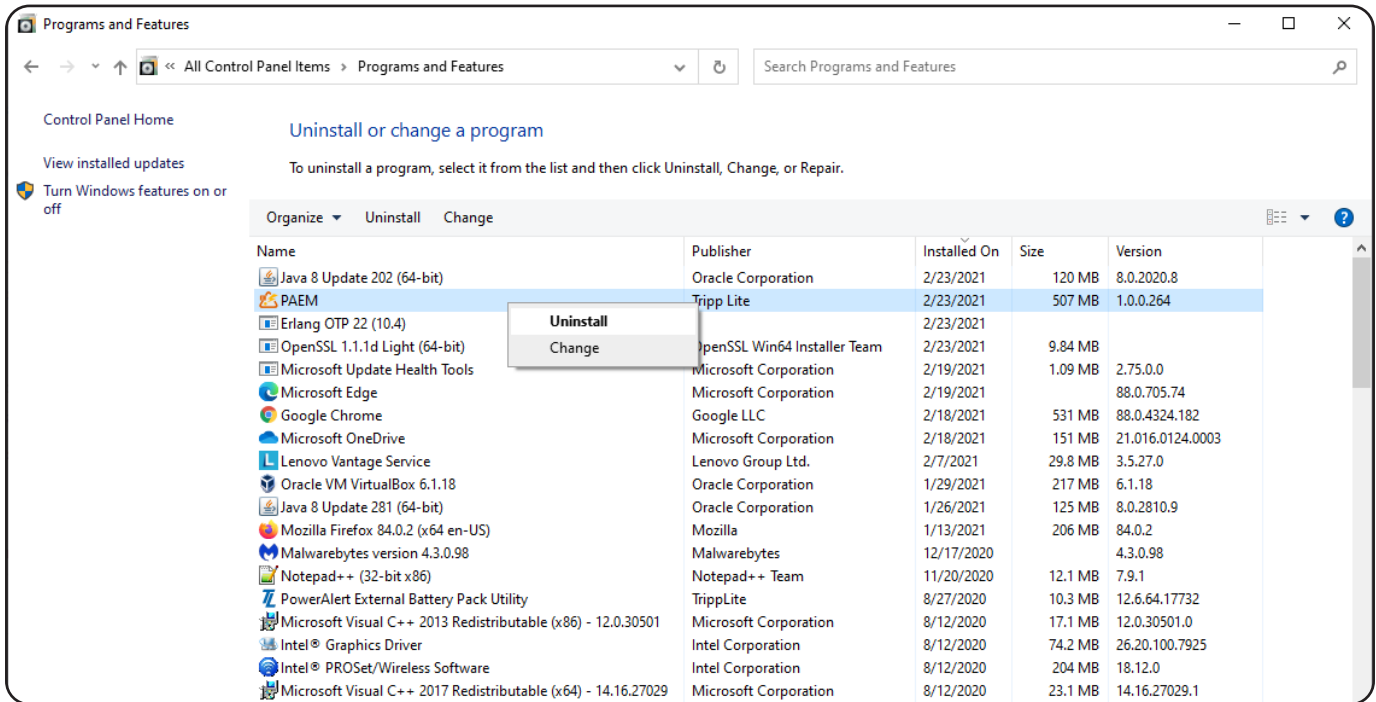 Programs and Features
« All Control Panel Items › Programs and Features
Search Programs and Features
Control Panel Home
View installed updates
Turn Windows features on or
off
Uninstall or change a program
To uninstall a program, select it from the list and then click Uninstall, Change, or Repair.
Organize Uninstall Change
Name Publisher Installed On Size Version
Java 8 Update 202 (64-bit) Oracle Corporation 2/23/2021 120 MB 8.0.2020.8
PAEM Tripp Lite 2/23/2021 507 MB 1.0.0.264
Uninstall
Change
Erlang OTP 22 (10.4) 2/23/2021
OpenSSL 1.1.1d Light (64-bit) OpenSSL Win64 Installer Team 2/23/2021 9.84 MB
Microsoft Update Health Tools Microsoft Corporation 2/19/2021 1.09 MB 2.75.0.0
Microsoft Edge Microsoft Corporation 2/19/2021 88.0.705.74
Google Chrome Google LLC 2/18/2021 531 MB 88.0.4324.182
Microsoft OneDrive Microsoft Corporation 2/18/2021 151 MB 21.016.0124.0003
Lenovo Vantage Service Lenovo Group Ltd. 2/7/2021 29.8 MB 3.5.27.0
Oracle VM VirtualBox 6.1.18 Oracle Corporation 1/29/2021 217 MB 6.1.18
Java 8 Update 281 (64-bit) Oracle Corporation 1/26/2021 125 MB 8.0.2810.9
Mozilla Firefox 84.0.2 (x64 en-US) Mozilla 1/13/2021 206 MB 84.0.2
Malwarebytes version 4.3.0.98 Malwarebytes 12/17/2020 4.3.0.98
Notepad++ (32-bit x86) Notepad++ Team 11/20/2020 12.1 MB 7.9.1
PowerAlert External Battery Pack Utility TrippLite 8/27/2020 10.3 MB 12.6.64.17732
Microsoft Visual C++ 2013 Redistributable (x86) - 12.0.30501 Microsoft Corporation 8/12/2020 17.1 MB 12.0.30501.0
Intel® Graphics Driver Intel Corporation 8/12/2020 74.2 MB 26.20.100.7925
Intel® PROSet/Wireless Software Intel Corporation 8/12/2020 204 MB 18.12.0
Microsoft Visual C++ 2017 Redistributable (x64) - 14.16.27029 Microsoft Corporation 8/12/2020 23.1 MB 14.16.27029.1